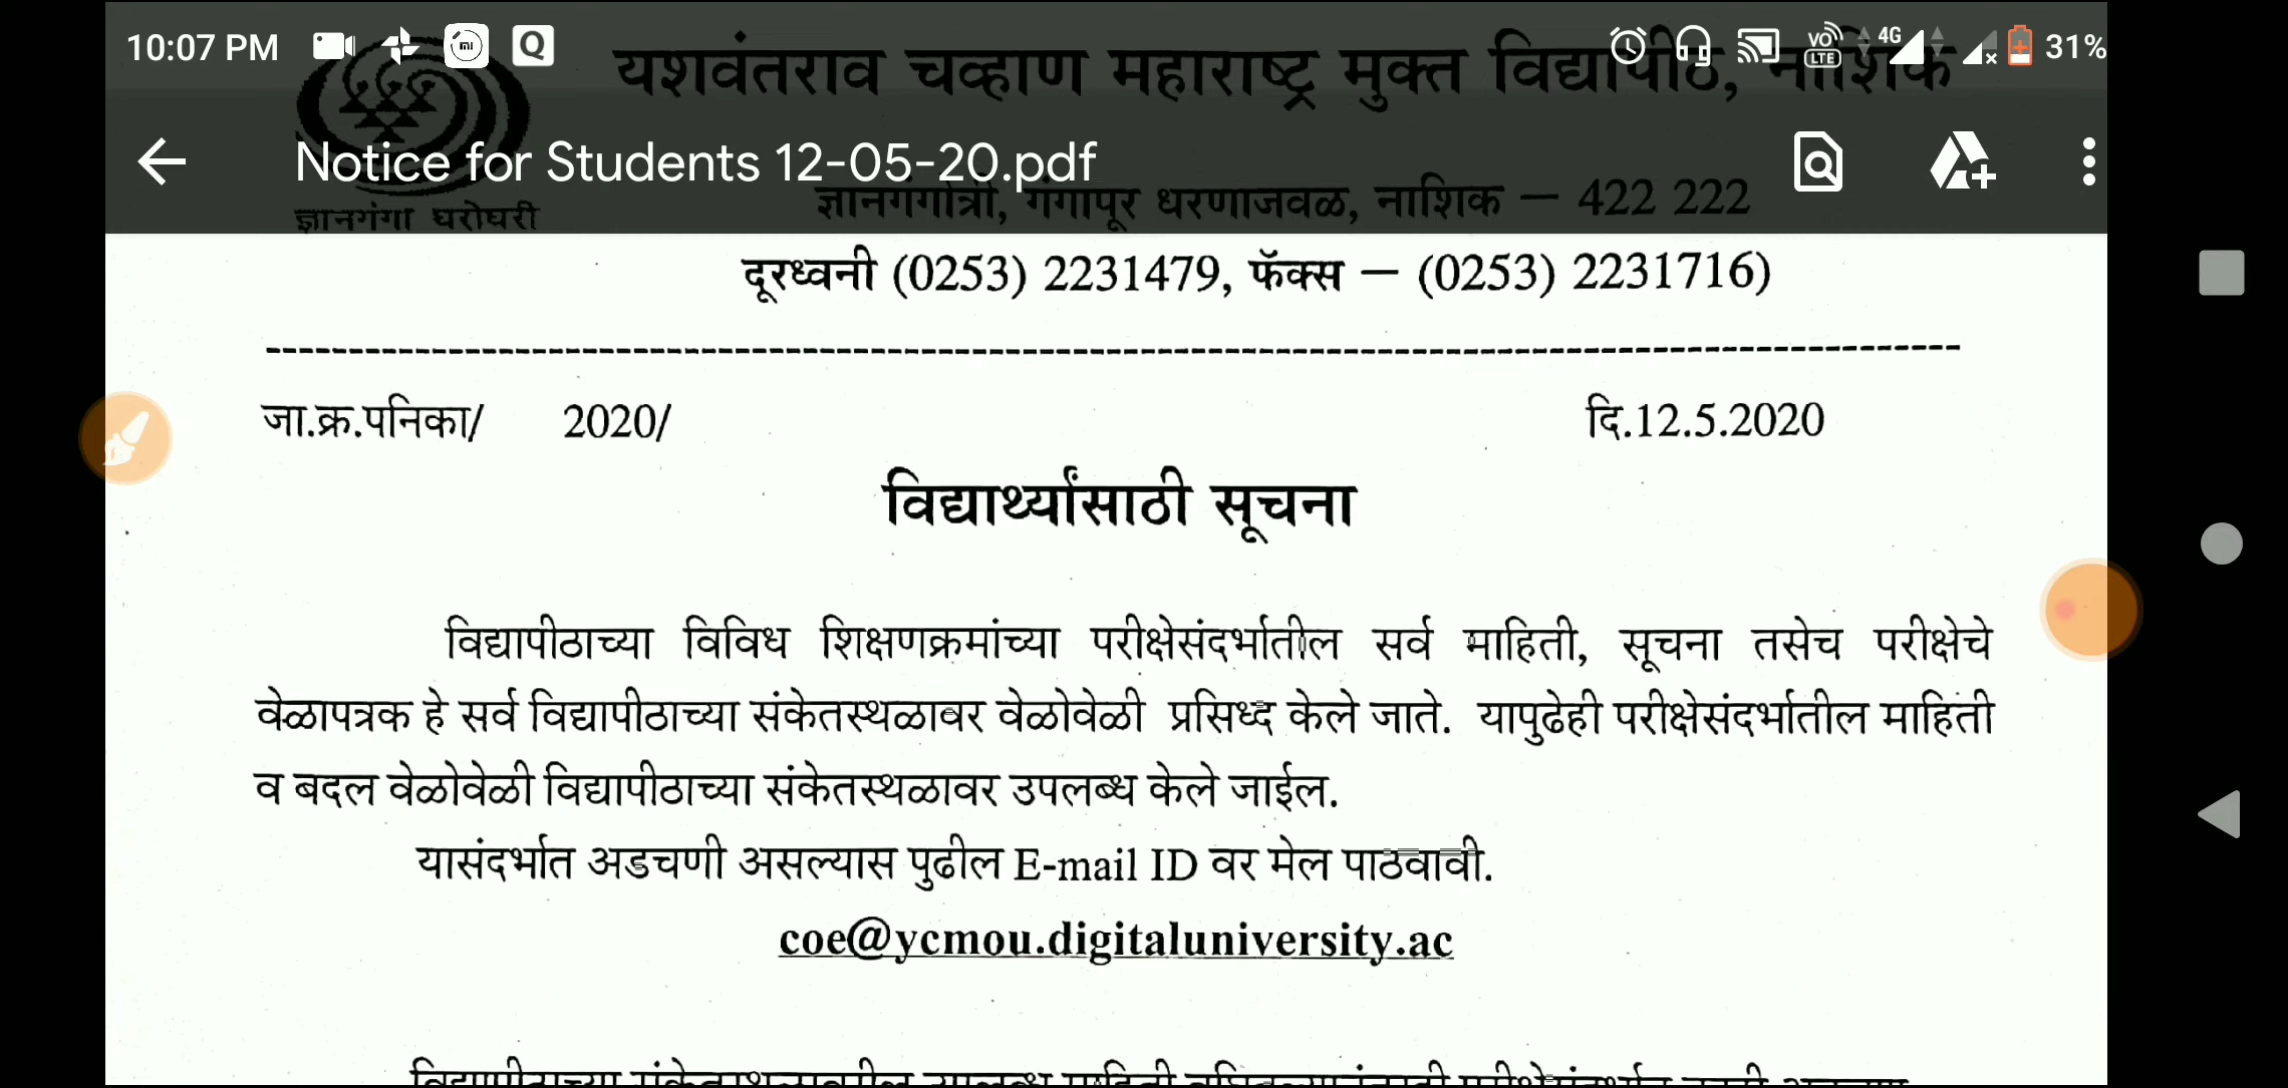 10:07 PM
31%
4G
VO LTE
यशवंतराव चव्हाण महाराष्ट्र मुक्त विद्यापीठ, नाशिक
Notice for Students 12-05-20.pdf
ज्ञानगंगा घरोघरी
ज्ञानगंगोत्री, गंगापूर धरणाजवळ, नाशिक – 422 222
दूरध्वनी (0253) 2231479, फॅक्स – (0253) 2231716)
जा.क्र.पनिका/ 2020/ दि.12.5.2020
विद्यार्थ्यांसाठी सूचना
विद्यापीठाच्या विविध शिक्षणक्रमांच्या परीक्षेसंदर्भातील सर्व माहिती, सूचना तसेच परीक्षेचे
वेळापत्रक हे सर्व विद्यापीठाच्या संकेतस्थळावर वेळोवेळी प्रसिध्द केले जाते. यापुढेही परीक्षेसंदर्भातील माहिती
व बदल वेळोवेळी विद्यापीठाच्या संकेतस्थळावर उपलब्ध केले जाईल.
यासंदर्भात अडचणी असल्यास पुढील E-mail ID वर मेल पाठवावी.
coe@ycmou.digitaluniversity.ac